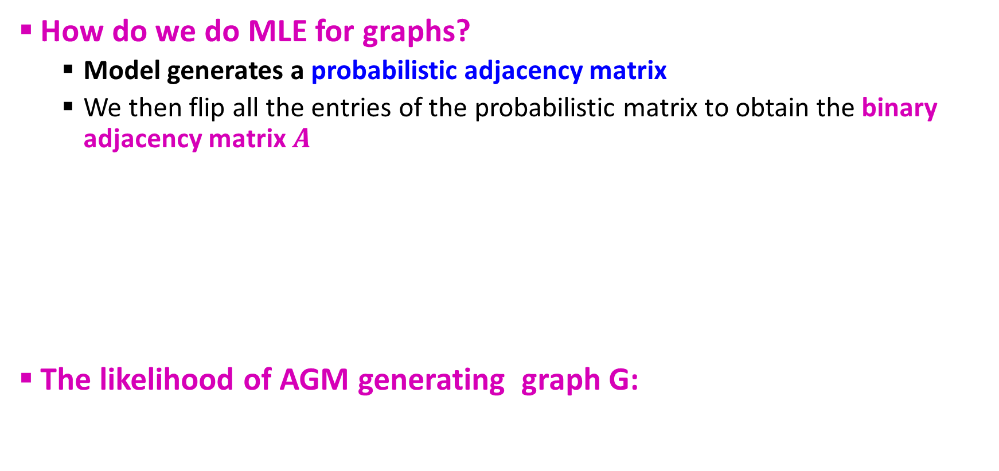 ▪ How do we do MLE for graphs?
▪ Model generates a probabilistic adjacency matrix
▪ We then flip all the entries of the probabilistic matrix to obtain the binary
adjacency matrix A
▪ The likelihood of AGM generating  graph G: